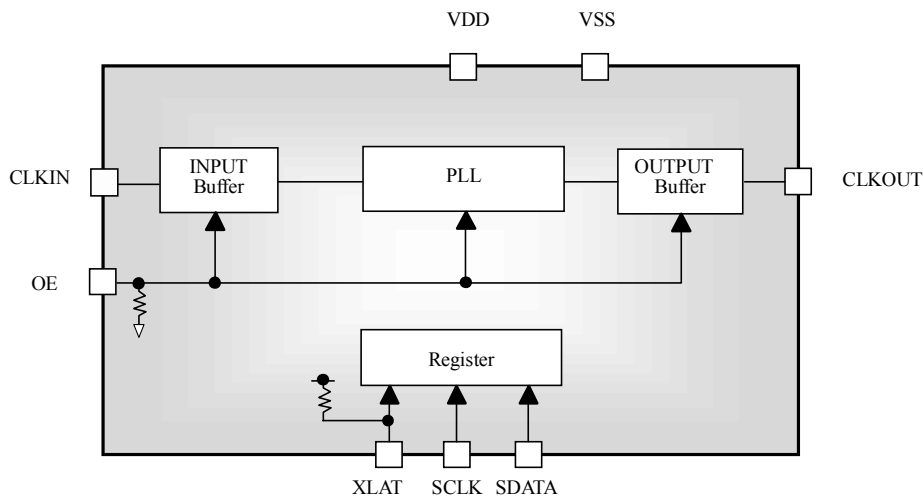 VDD
VSS
CLKIN
INPUT
Buffer
PLL
OUTPUT
Buffer
CLKOUT
OE
Register
XLAT
SCLK
SDATA